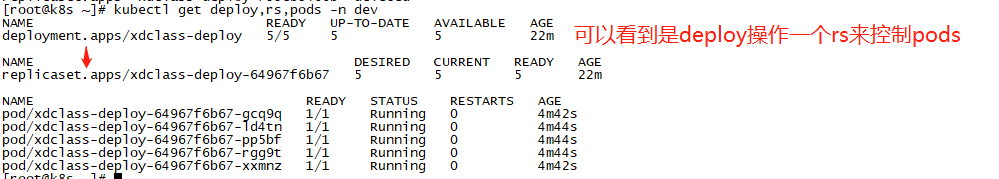 [root@k8s ~]# kubectl get deploy,rs,pods -n dev
NAME READY UP-TO-DATE AVAILABLE AGE
deployment.apps/xdclass-deploy 5/5 5 5 22m
可以看到是deploy操作一个rs来控制pods
NAME DESIRED CURRENT READY AGE
replicaset.apps/xdclass-deploy-64967f6b67 5 5 5 22m
NAME READY STATUS RESTARTS AGE
pod/xdclass-deploy-64967f6b67-gcq9q 1/1 Running 0 4m42s
pod/xdclass-deploy-64967f6b67-ld4tn 1/1 Running 0 4m44s
pod/xdclass-deploy-64967f6b67-pp5bf 1/1 Running 0 4m44s
pod/xdclass-deploy-64967f6b67-rgg9t 1/1 Running 0 4m44s
pod/xdclass-deploy-64967f6b67-xxmnz 1/1 Running 0 4m42s
[root@k8s ~]#